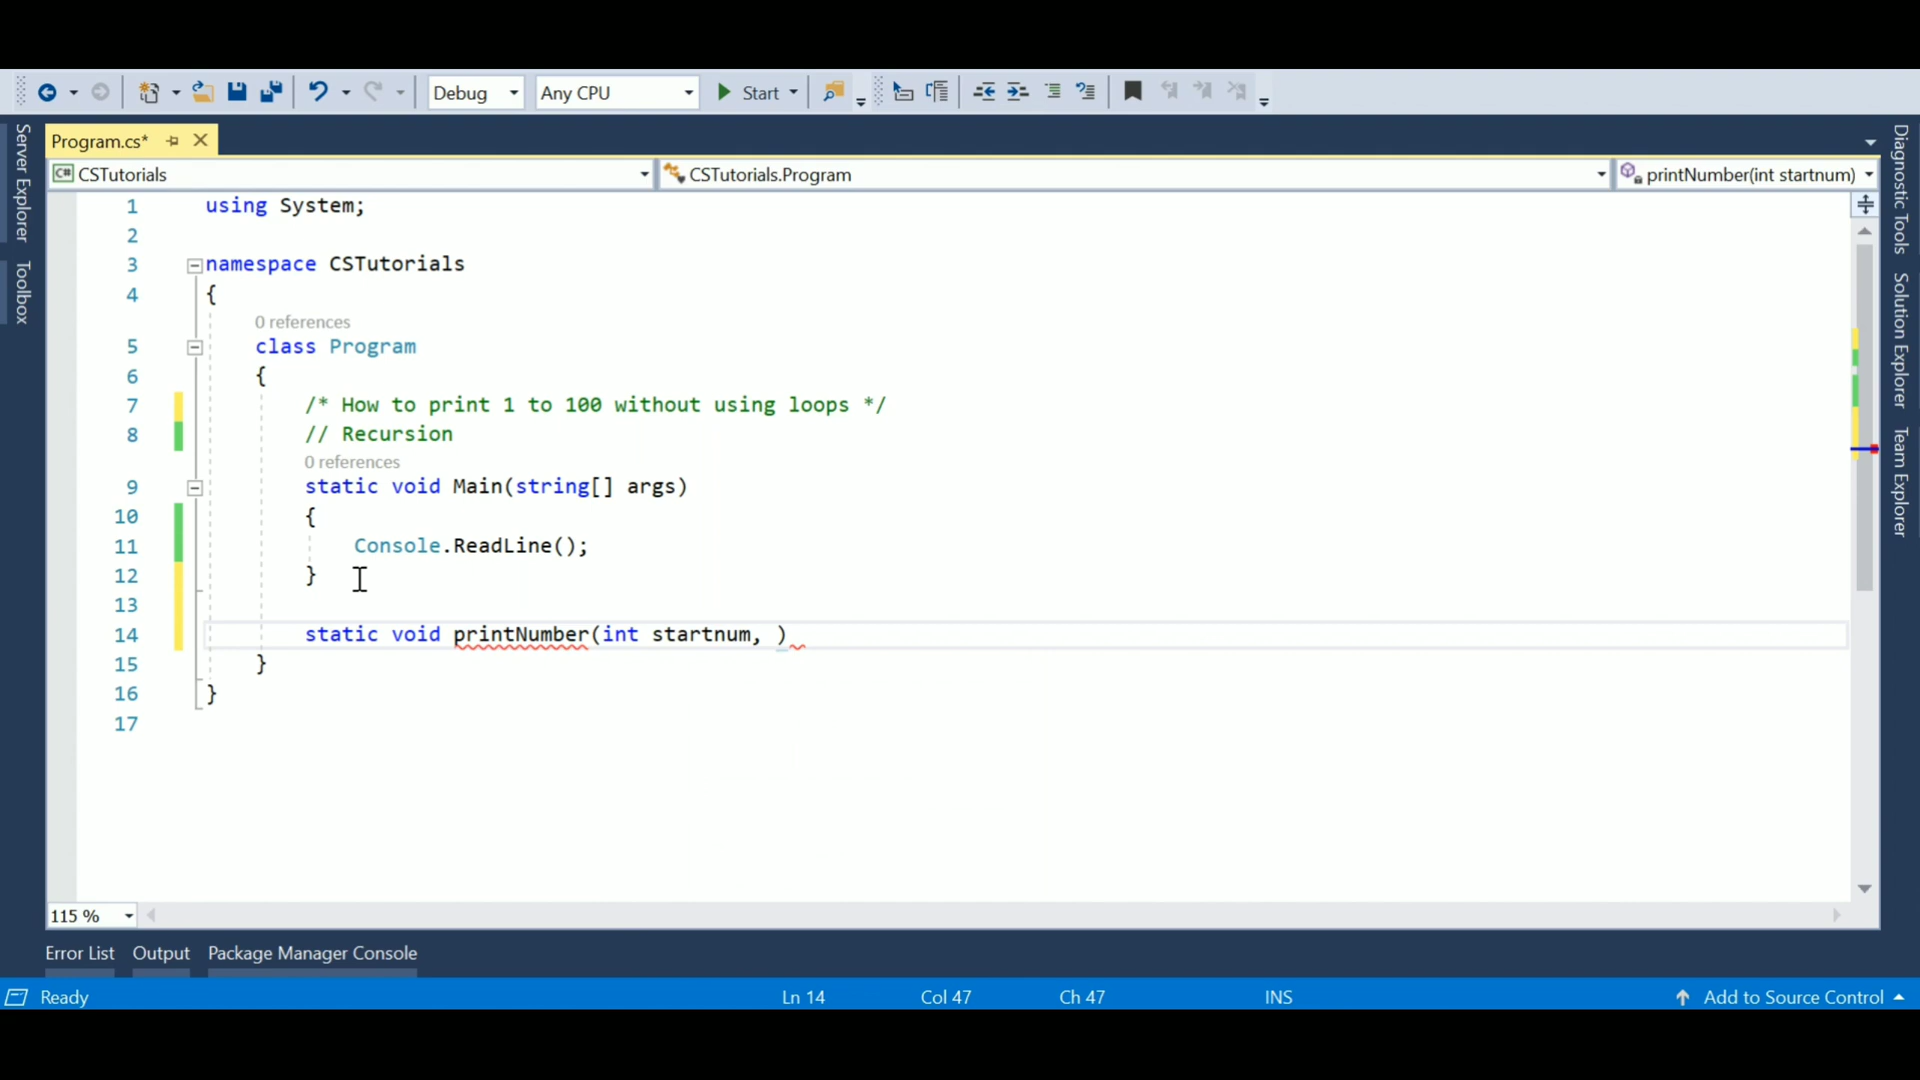 Debug Any CPU Start
Program.cs*
CSTutorials CSTutorials.Program printNumber(int startnum)
Server Explorer
Toolbox
1 using System;
2
3 namespace CSTutorials
4 {
0 references
5 class Program
6 {
7 /* How to print 1 to 100 without using loops */
8 // Recursion
0 references
9 static void Main(string[] args)
10 {
11 Console.ReadLine();
12 }
13
14 static void printNumber(int startnum, )
15 }
16 }
17
Diagnostic Tools
Solution Explorer
Team Explorer
115 %
Error List Output Package Manager Console
Ready Ln 14 Col 47 Ch 47 INS Add to Source Control